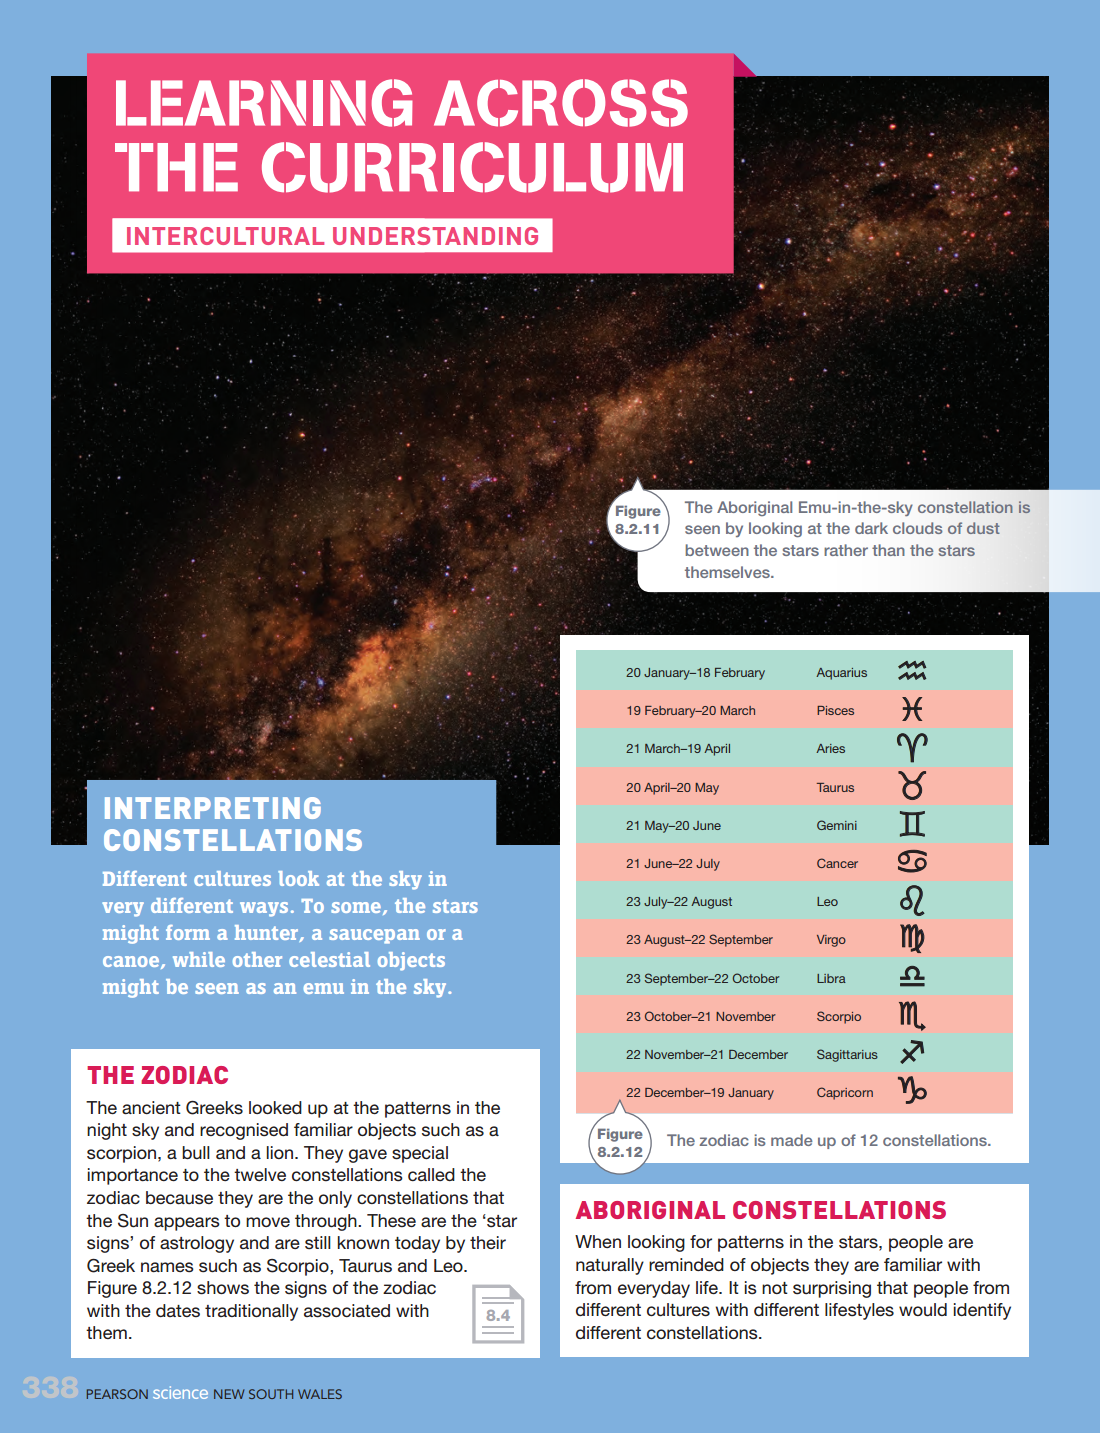 LEARNING ACROSS
THE CURRICULUM
INTERCULTURAL UNDERSTANDING
Figure
8.2.11
The Aboriginal Emu-in-the-sky constellation is
seen by looking at the dark clouds of dust
between the stars rather than the stars
themselves.
INTERPRETING
CONSTELLATIONS
Different cultures look at the sky in
very different ways. To some, the stars
might form a hunter, a saucepan or a
canoe, while other celestial objects
might be seen as an emu in the sky.
20 January–18 February Aquarius ♒
19 February–20 March Pisces ♓
21 March–19 April Aries ♈
20 April–20 May Taurus ♉
21 May–20 June Gemini ♊
21 June–22 July Cancer ♋
23 July–22 August Leo ♌
23 August–22 September Virgo ♍
23 September–22 October Libra ♎
23 October–21 November Scorpio ♏
22 November–21 December Sagittarius ♐
22 December–19 January Capricorn ♑
Figure
8.2.12
The zodiac is made up of 12 constellations.
THE ZODIAC
The ancient Greeks looked up at the patterns in the
night sky and recognised familiar objects such as a
scorpion, a bull and a lion. They gave special
importance to the twelve constellations called the
zodiac because they are the only constellations that
the Sun appears to move through. These are the ‘star
signs’ of astrology and are still known today by their
Greek names such as Scorpio, Taurus and Leo.
Figure 8.2.12 shows the signs of the zodiac
with the dates traditionally associated with
them.
8.4
ABORIGINAL CONSTELLATIONS
When looking for patterns in the stars, people are
naturally reminded of objects they are familiar with
from everyday life. It is not surprising that people from
different cultures with different lifestyles would identify
different constellations.
338 PEARSON science NEW SOUTH WALES